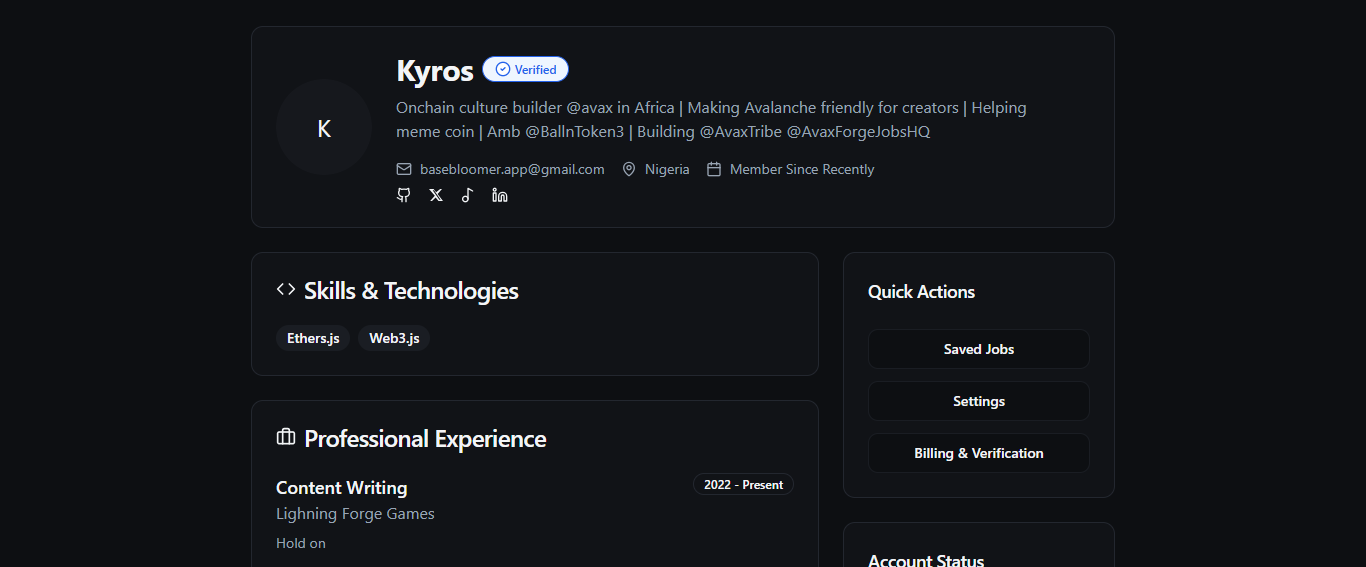 Kyros
Verified
K
Onchain culture builder @avax in Africa | Making Avalanche friendly for creators | Helping
meme coin | Amb @BallnToken3 | Building @AvaxTribe @AvaxForgeJobsHQ
basebloomer.app@gmail.com Nigeria Member Since Recently
Skills & Technologies
Ethers.js Web3.js
Professional Experience
Content Writing
2022 - Present
Lighning Forge Games
Hold on
Quick Actions
Saved Jobs
Settings
Billing & Verification
Account Status